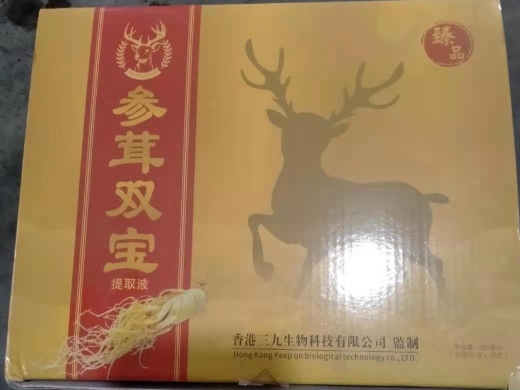 臻
品
参茸双宝
提取液
香港三九生物科技有限公司 监制
Hong Kong Keep on biological technology co., LTD.